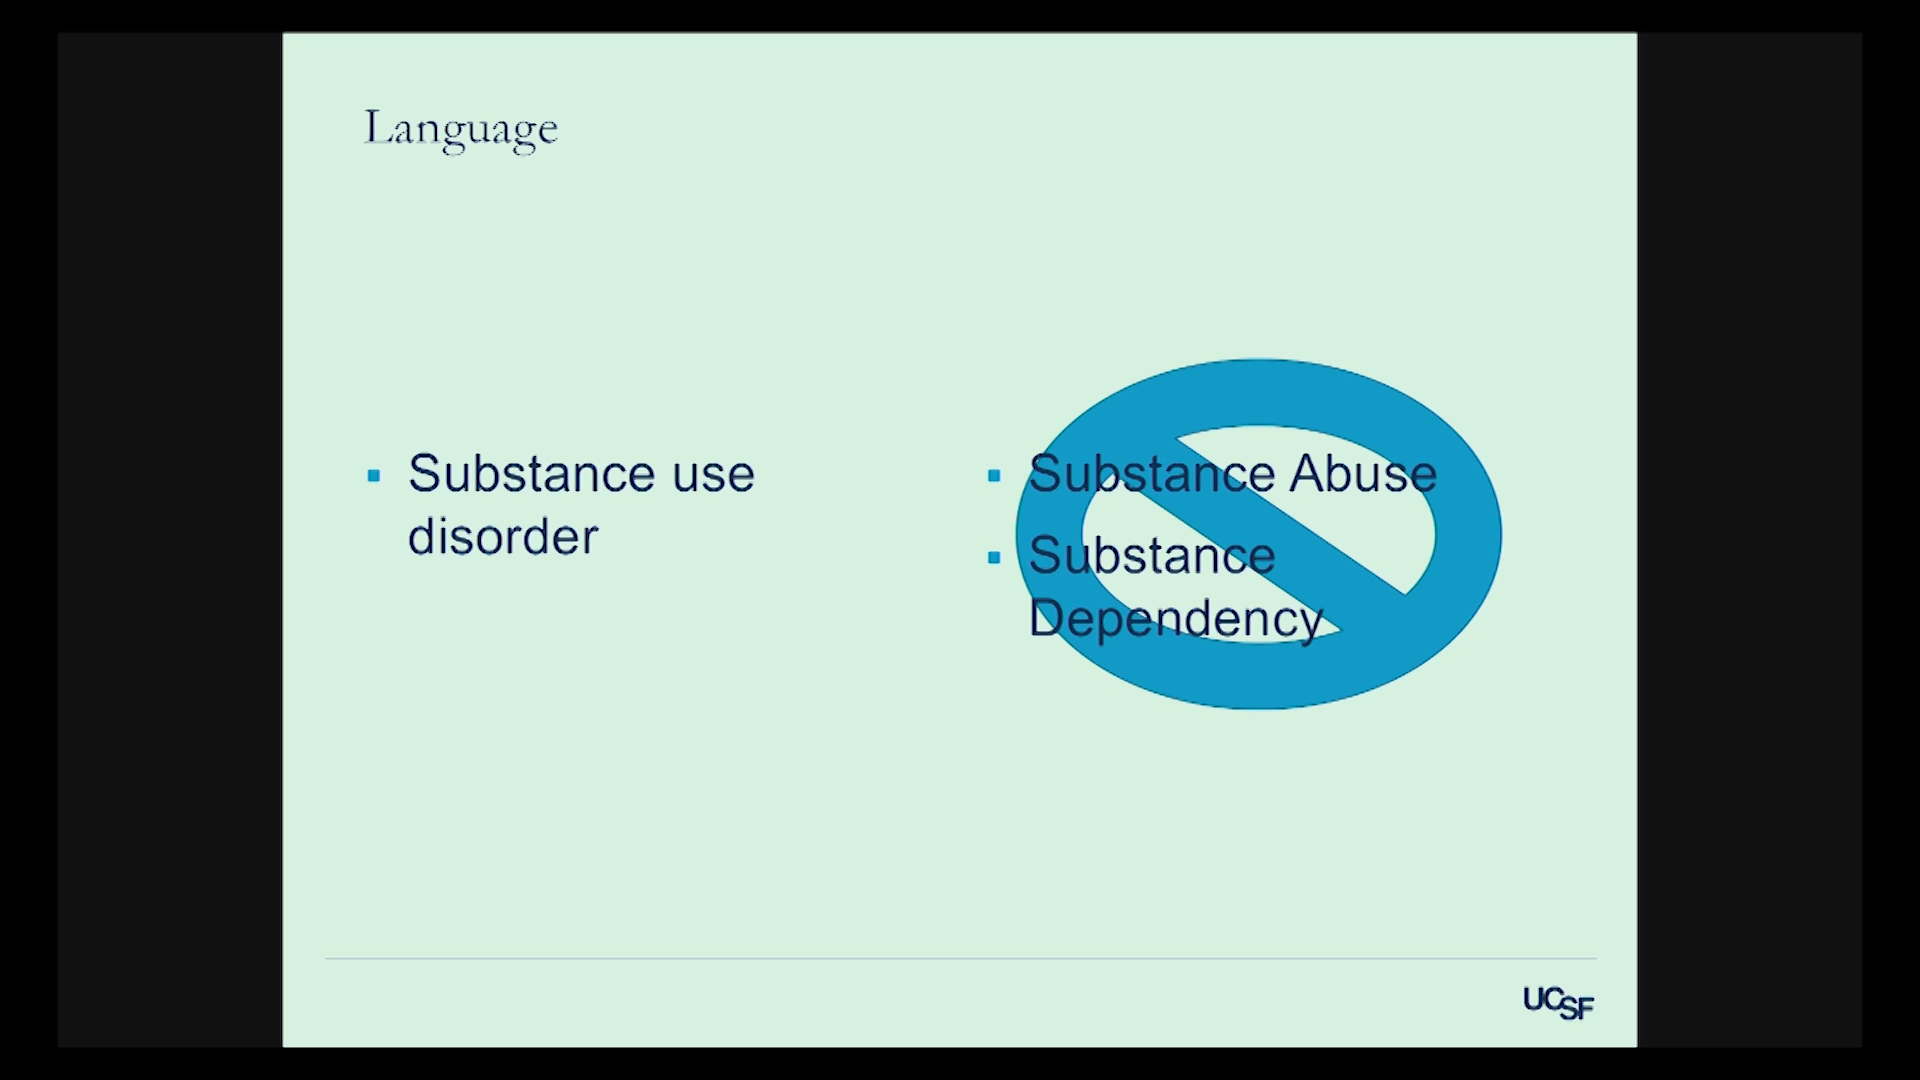 Language
Substance use
disorder
Substance Abuse
Substance
Dependency
UCSF